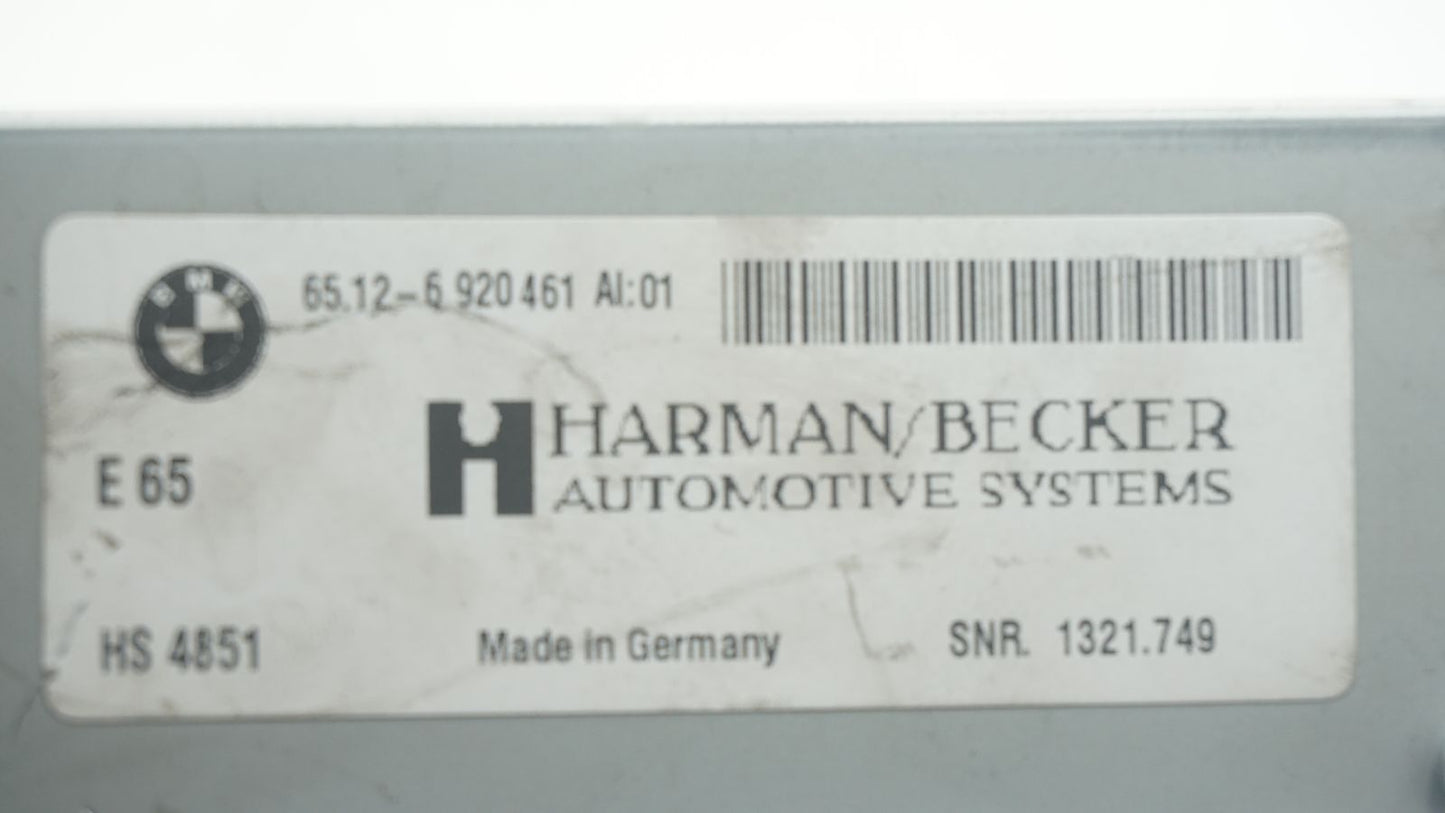 BMW
65.12-6 920 461 AI:01
HARMAN/BECKER
AUTOMOTIVE SYSTEMS
E 65
HS 4851
Made in Germany
SNR. 1321.749